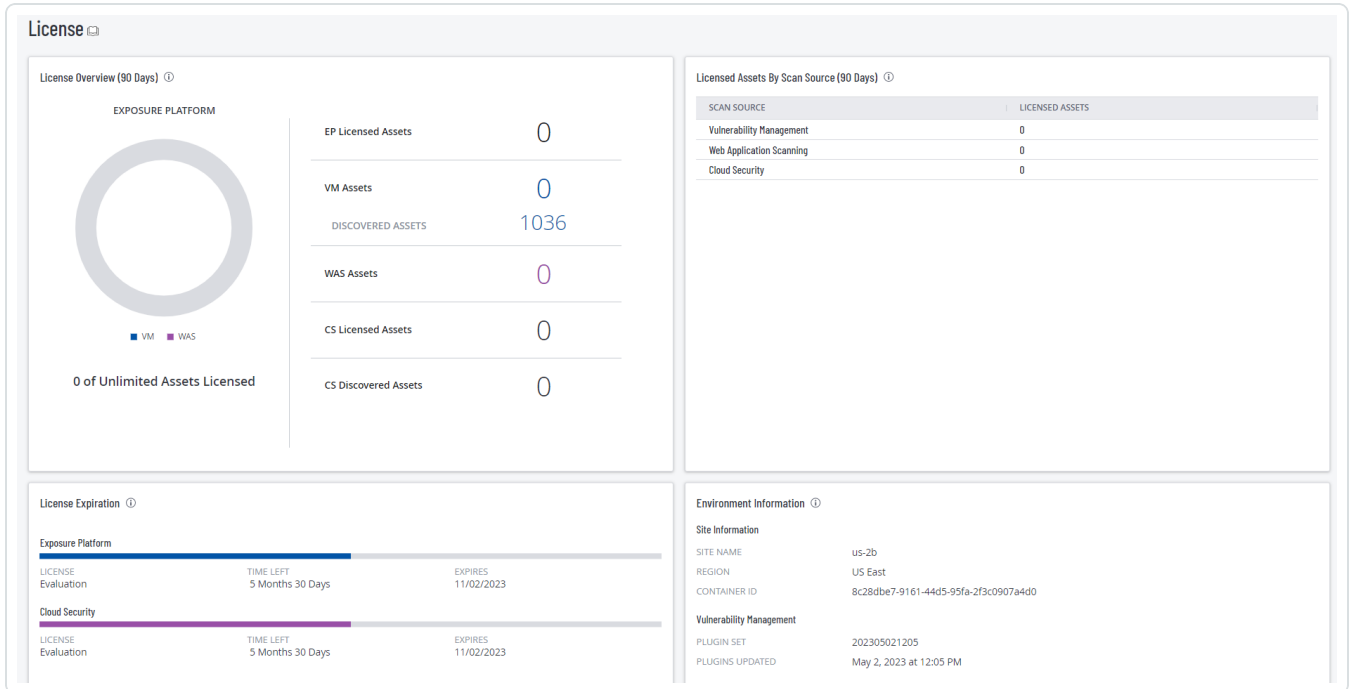 License
License Overview (90 Days)
EXPOSURE PLATFORM
VM WAS
0 of Unlimited Assets Licensed
EP Licensed Assets 0
VM Assets 0
DISCOVERED ASSETS 1036
WAS Assets 0
CS Licensed Assets 0
CS Discovered Assets 0
Licensed Assets By Scan Source (90 Days)
SCAN SOURCE LICENSED ASSETS
Vulnerability Management 0
Web Application Scanning 0
Cloud Security 0
License Expiration
Exposure Platform
LICENSE TIME LEFT EXPIRES
Evaluation 5 Months 30 Days 11/02/2023
Cloud Security
LICENSE TIME LEFT EXPIRES
Evaluation 5 Months 30 Days 11/02/2023
Environment Information
Site Information
SITE NAME us-2b
REGION US East
CONTAINER ID 8c28dbe7-9161-44d5-95fa-2f3c0907a4d0
Vulnerability Management
PLUGIN SET 202305021205
PLUGINS UPDATED May 2, 2023 at 12:05 PM